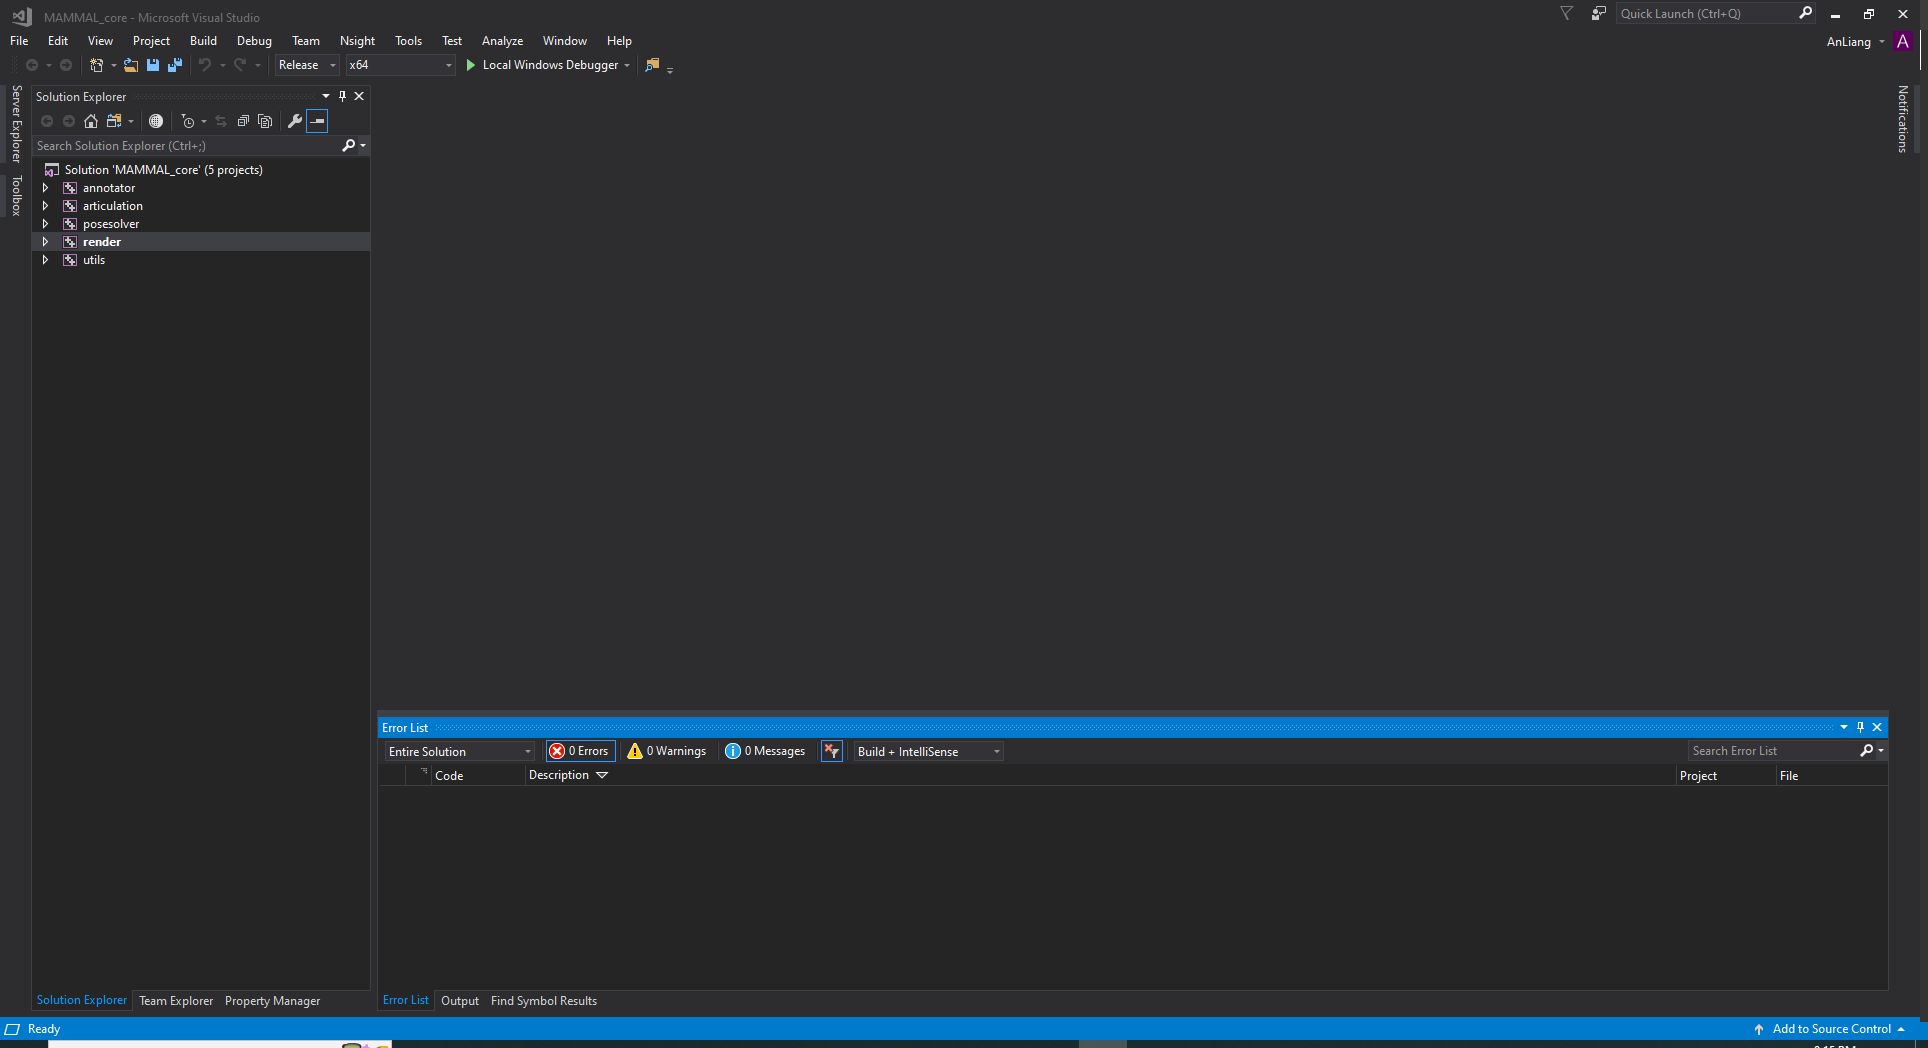 MAMMAL_core - Microsoft Visual Studio
Quick Launch (Ctrl+Q)
File Edit View Project Build Debug Team Nsight Tools Test Analyze Window Help
AnLiang A
Release x64 Local Windows Debugger
Server Explorer
Toolbox
Solution Explorer
Search Solution Explorer (Ctrl+;)
Solution 'MAMMAL_core' (5 projects)
annotator
articulation
posesolver
render
utils
Notifications
Error List
Entire Solution 0 Errors 0 Warnings 0 Messages Build + IntelliSense Search Error List
Code Description Project File
Solution Explorer Team Explorer Property Manager
Error List Output Find Symbol Results
Ready Add to Source Control